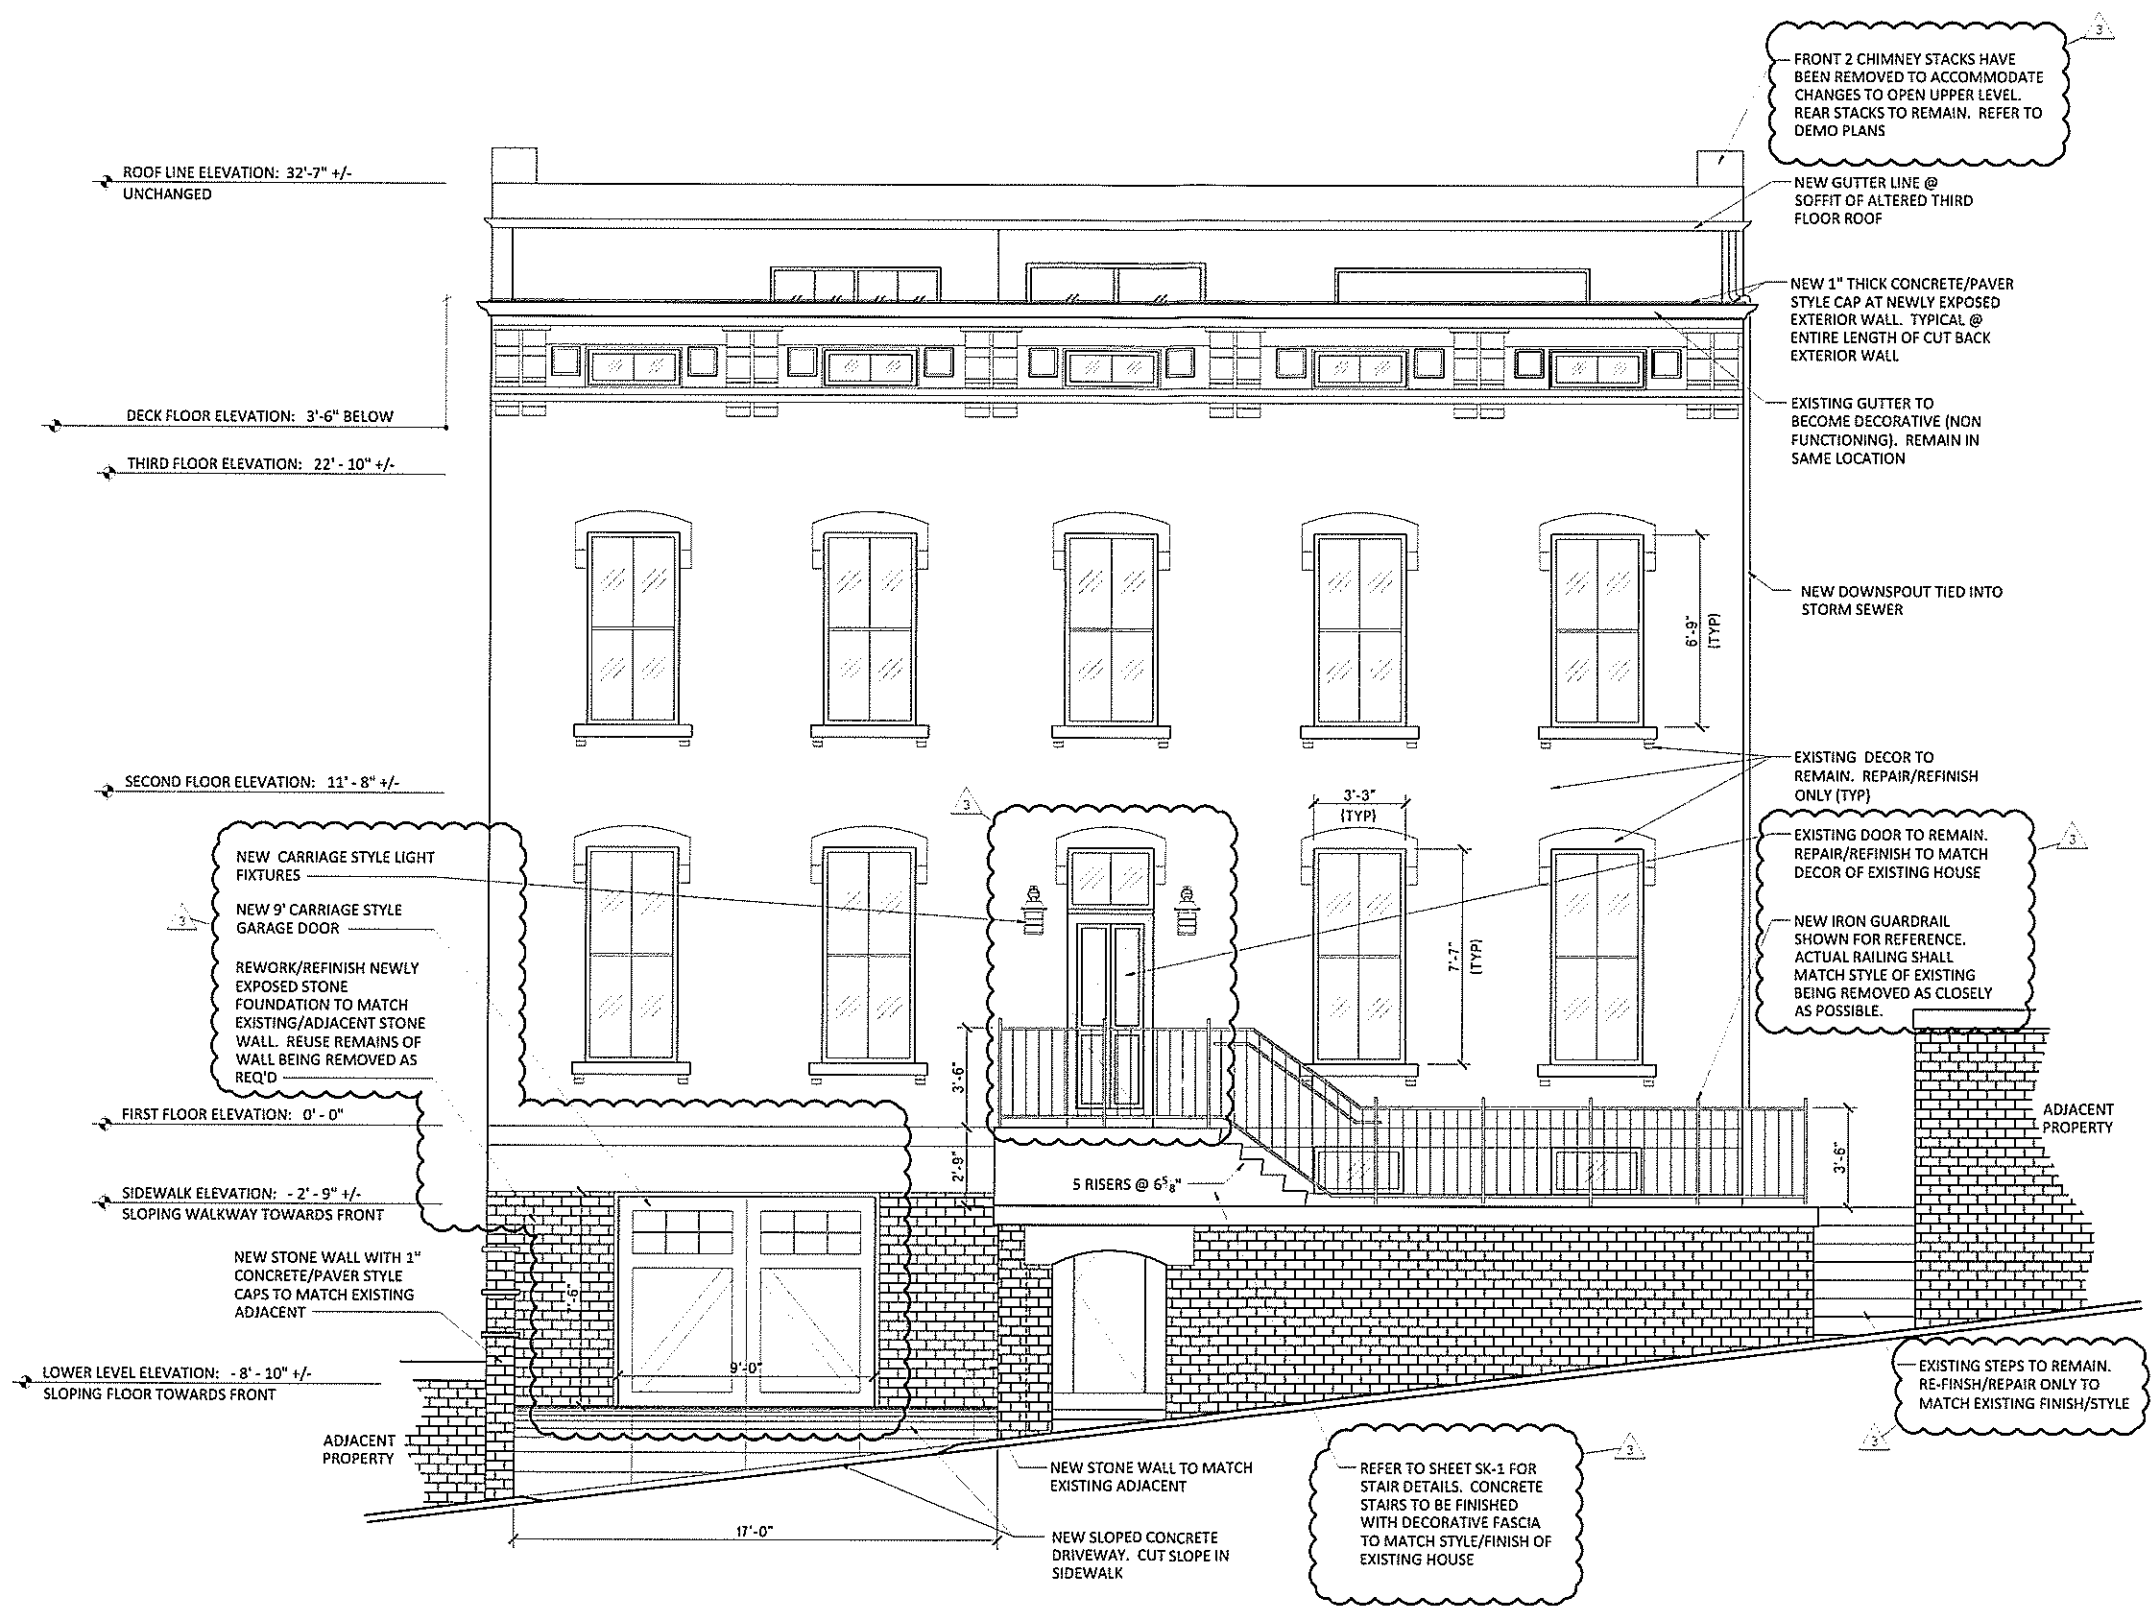 3
FRONT 2 CHIMNEY STACKS HAVE
BEEN REMOVED TO ACCOMMODATE
CHANGES TO OPEN UPPER LEVEL.
REAR STACKS TO REMAIN. REFER TO
DEMO PLANS
ROOF LINE ELEVATION: 32'-7" +/-
UNCHANGED
NEW GUTTER LINE @
SOFFIT OF ALTERED THIRD
FLOOR ROOF
NEW 1" THICK CONCRETE/PAVER
STYLE CAP AT NEWLY EXPOSED
EXTERIOR WALL. TYPICAL @
ENTIRE LENGTH OF CUT BACK
EXTERIOR WALL
DECK FLOOR ELEVATION: 3'-6" BELOW
EXISTING GUTTER TO
BECOME DECORATIVE (NON
FUNCTIONING). REMAIN IN
SAME LOCATION
THIRD FLOOR ELEVATION: 22' - 10" +/-
6'-9"
(TYP)
NEW DOWNSPOUT TIED INTO
STORM SEWER
SECOND FLOOR ELEVATION: 11' - 8" +/-
EXISTING DECOR TO
REMAIN. REPAIR/REFINISH
ONLY (TYP)
3'-3"
(TYP)
3
EXISTING DOOR TO REMAIN.
REPAIR/REFINISH TO MATCH
DECOR OF EXISTING HOUSE
3
NEW CARRIAGE STYLE LIGHT
FIXTURES
NEW 9' CARRIAGE STYLE
GARAGE DOOR
3
REWORK/REFINISH NEWLY
EXPOSED STONE
FOUNDATION TO MATCH
EXISTING/ADJACENT STONE
WALL. REUSE REMAINS OF
WALL BEING REMOVED AS
REQ'D
7'-7"
(TYP)
NEW IRON GUARDRAIL
SHOWN FOR REFERENCE.
ACTUAL RAILING SHALL
MATCH STYLE OF EXISTING
BEING REMOVED AS CLOSELY
AS POSSIBLE.
3'-6"
FIRST FLOOR ELEVATION: 0' - 0"
ADJACENT
PROPERTY
2'-9"
5 RISERS @ 6⅝"
3'-6"
SIDEWALK ELEVATION: - 2' - 9" +/-
SLOPING WALKWAY TOWARDS FRONT
NEW STONE WALL WITH 1"
CONCRETE/PAVER STYLE
CAPS TO MATCH EXISTING
ADJACENT
7'-6"
9'-0"
LOWER LEVEL ELEVATION: - 8' - 10" +/-
SLOPING FLOOR TOWARDS FRONT
EXISTING STEPS TO REMAIN.
RE-FINSH/REPAIR ONLY TO
MATCH EXISTING FINISH/STYLE
3
ADJACENT
PROPERTY
NEW STONE WALL TO MATCH
EXISTING ADJACENT
REFER TO SHEET SK-1 FOR
STAIR DETAILS. CONCRETE
STAIRS TO BE FINISHED
WITH DECORATIVE FASCIA
TO MATCH STYLE/FINISH OF
EXISTING HOUSE
3
17'-0"
NEW SLOPED CONCRETE
DRIVEWAY. CUT SLOPE IN
SIDEWALK